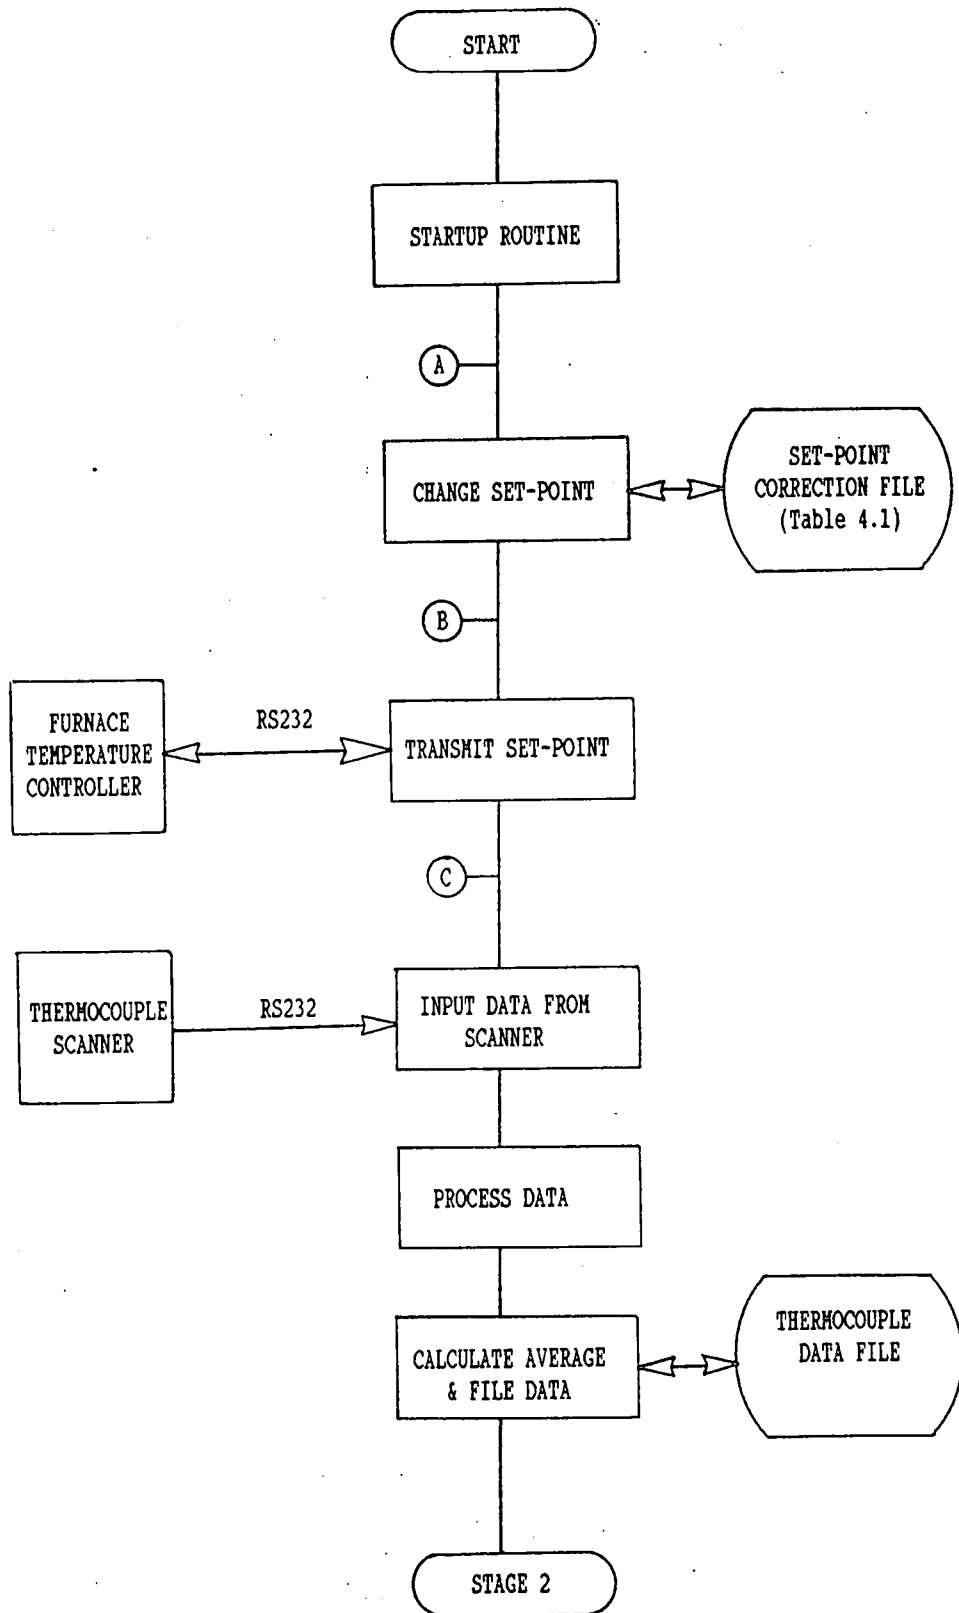 START
STARTUP ROUTINE
A
CHANGE SET-POINT
SET-POINT
CORRECTION FILE
(Table 4.1)
B
FURNACE
TEMPERATURE
CONTROLLER
RS232
TRANSMIT SET-POINT
C
THERMOCOUPLE
SCANNER
RS232
INPUT DATA FROM
SCANNER
PROCESS DATA
CALCULATE AVERAGE
& FILE DATA
THERMOCOUPLE
DATA FILE
STAGE 2